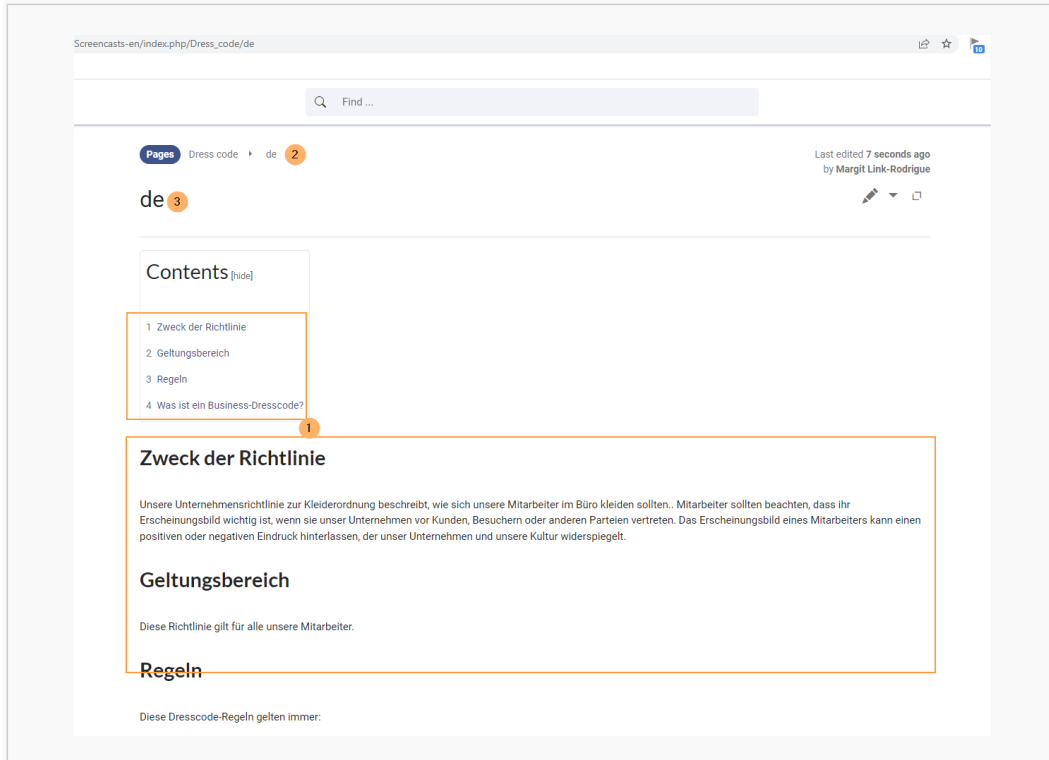 Screencasts-en/index.php/Dress_code/de
10
Find ...
Pages Dress code de 2
Last edited 7 seconds ago
by Margit Link-Rodrigue
de 3
Contents [hide]
1 Zweck der Richtlinie
2 Geltungsbereich
3 Regeln
4 Was ist ein Business-Dresscode?
1
Zweck der Richtlinie
Unsere Unternehmensrichtlinie zur Kleiderordnung beschreibt, wie sich unsere Mitarbeiter im Büro kleiden sollten.. Mitarbeiter sollten beachten, dass ihr
Erscheinungsbild wichtig ist, wenn sie unser Unternehmen vor Kunden, Besuchern oder anderen Parteien vertreten. Das Erscheinungsbild eines Mitarbeiters kann einen
positiven oder negativen Eindruck hinterlassen, der unser Unternehmen und unsere Kultur widerspiegelt.
Geltungsbereich
Diese Richtlinie gilt für alle unsere Mitarbeiter.
Regeln
Diese Dresscode-Regeln gelten immer: